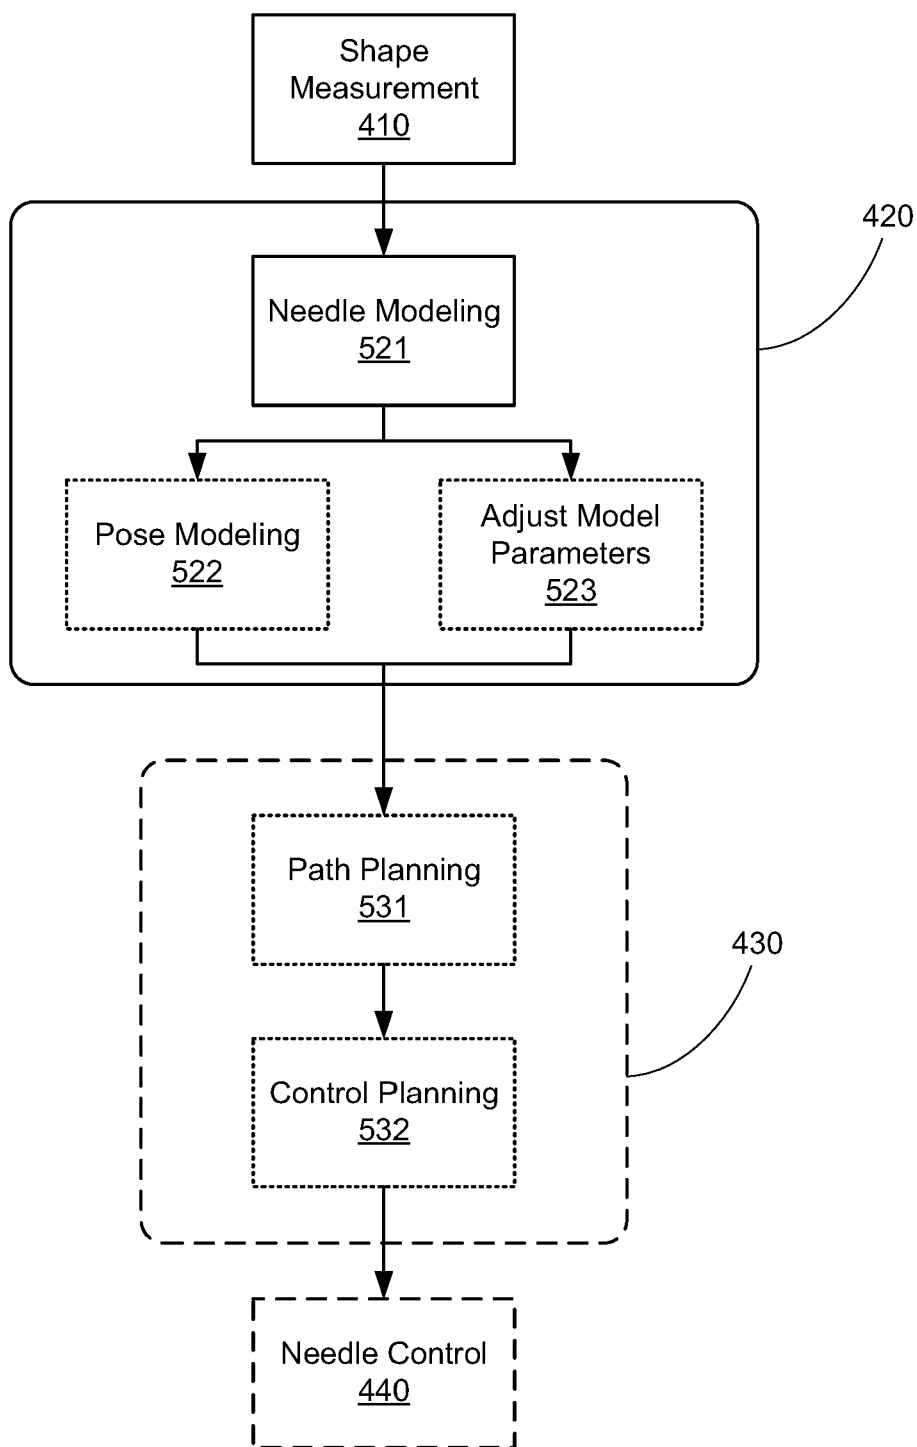 Shape
Measurement
410
420
Needle Modeling
521
Pose Modeling
522
Adjust Model
Parameters
523
Path Planning
531
430
Control Planning
532
Needle Control
440